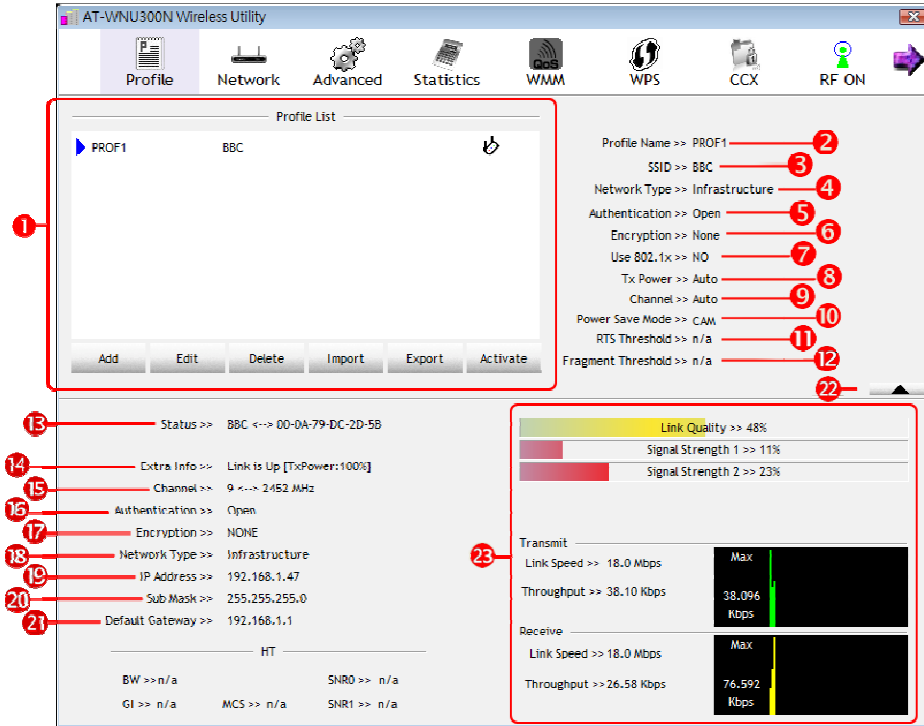 AT-WNU300N Wireless Utility
Profile Network Advanced Statistics QoS WMM WPS CCX RF ON
Profile List
PROF1 BBC
1
Add Edit Delete Import Export Activate
Profile Name >> PROF1 2
SSID >> BBC 3
Network Type >> Infrastructure 4
Authentication >> Open 5
Encryption >> None 6
Use 802.1x >> NO 7
Tx Power >> Auto 8
Channel >> Auto 9
Power Save Mode >> CAM 10
RTS Threshold >> n/a 11
Fragment Threshold >> n/a 12
22
13 Status >> BBC <--> 00-0A-79-DC-2D-5B
14 Extra Info >> Link is Up [TxPower:100%]
15 Channel >> 9 <--> 2452 MHz
16 Authentication >> Open
17 Encryption >> NONE
18 Network Type >> Infrastructure
19 IP Address >> 192.168.1.47
20 Sub Mask >> 255.255.255.0
21 Default Gateway >> 192.168.1.1
HT
BW >>n/a SNR0 >> n/a
GI >> n/a MCS >> n/a SNR1 >> n/a
23
Link Quality >> 48%
Signal Strength 1 >> 11%
Signal Strength 2 >> 23%
Transmit
Link Speed >> 18.0 Mbps
Throughput >> 38.10 Kbps
Max
38.096
Kbps
Receive
Link Speed >> 18.0 Mbps
Throughput >> 26.58 Kbps
Max
76.592
Kbps